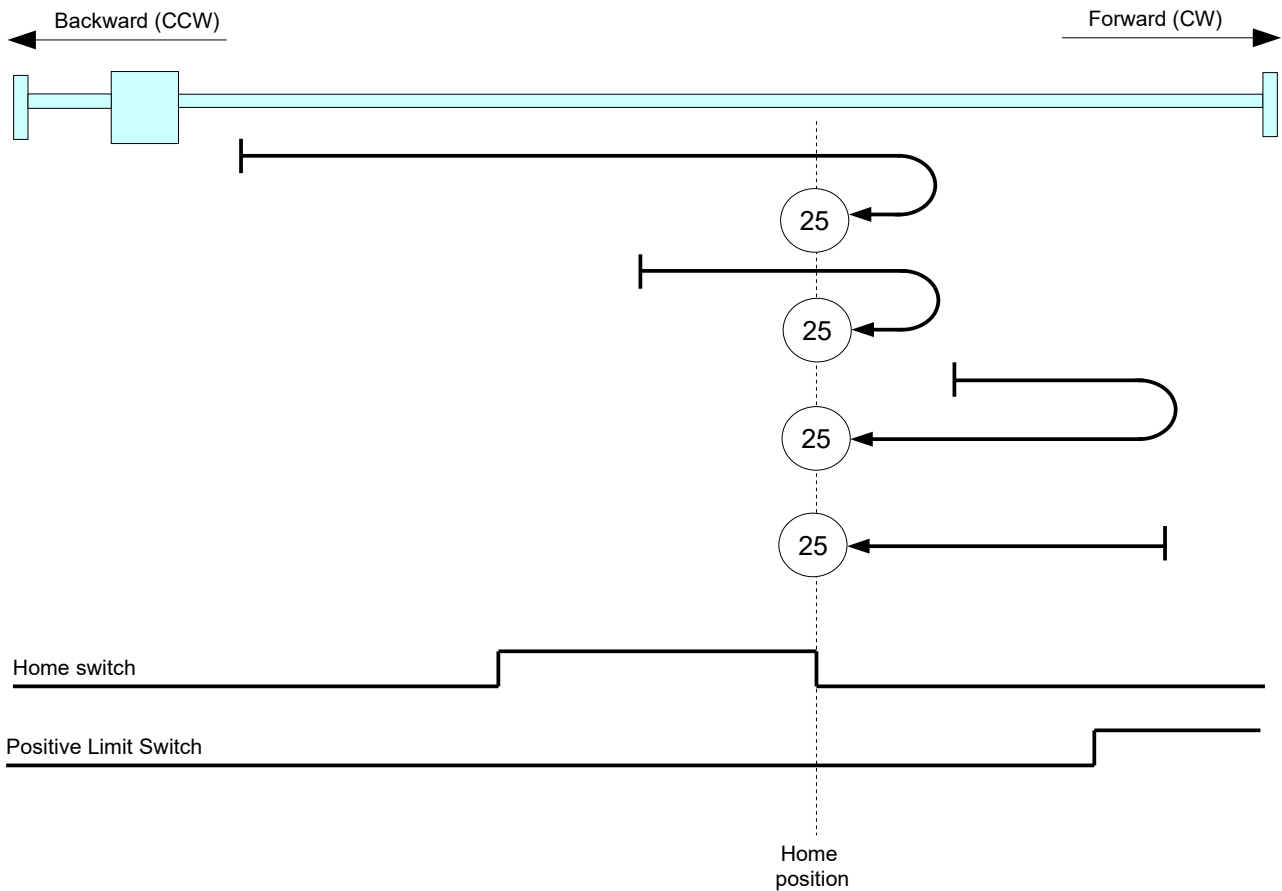 Backward (CCW)
Forward (CW)
25
25
25
25
Home switch
Positive Limit Switch
Home
position